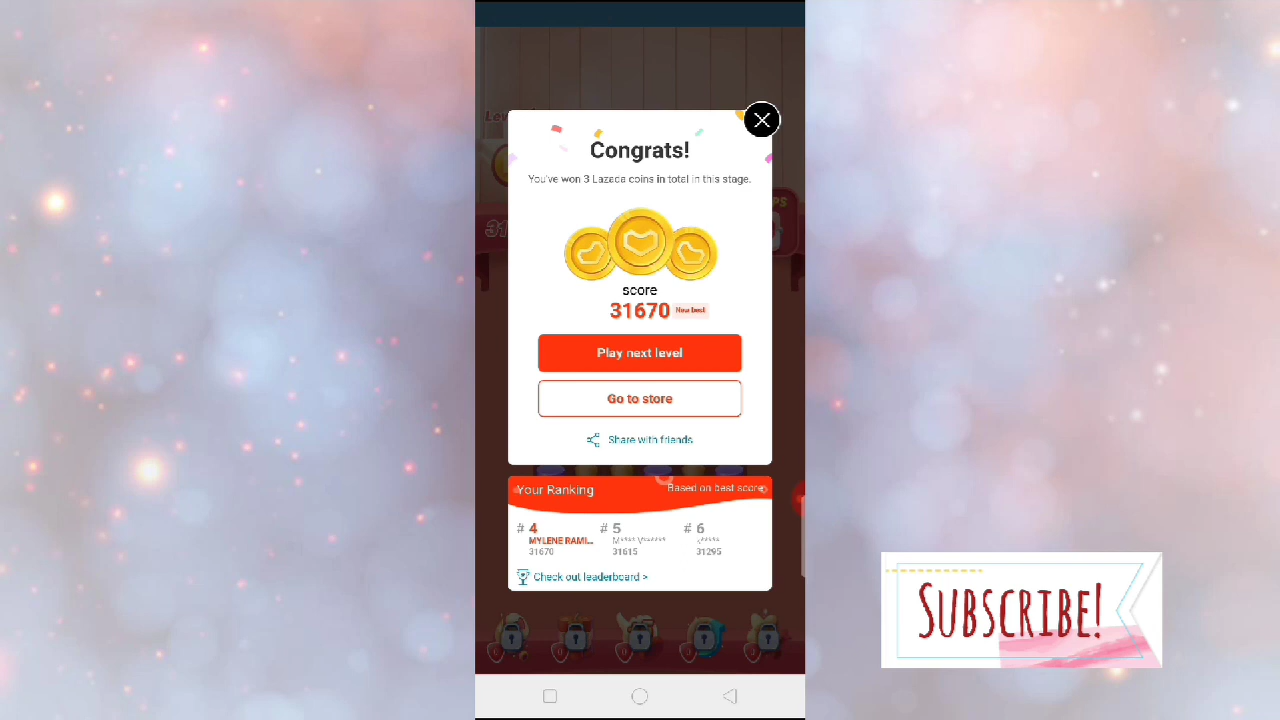 Congrats!
You've won 3 Lazada coins in total in this stage.
score
31670 New best
Play next level
Go to store
Share with friends
Your Ranking Based on best score
# 4 # 5 # 6
MYLENE RAMI... M**** V******
31670 31615 31295
Check out leaderboard >
SUBSCRIBE!